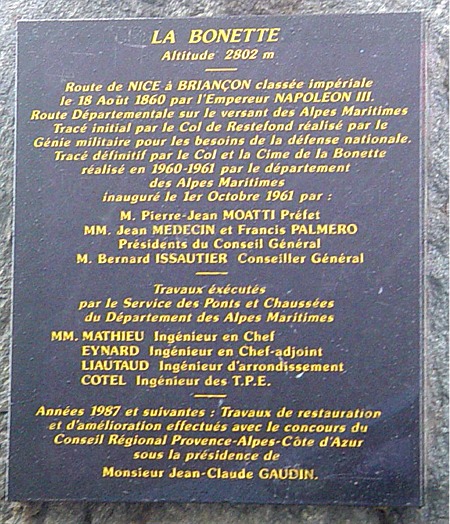 LA BONETTE
Altitude 2802 m
Route de NICE à BRIANÇON classée impériale
le 18 Août 1860 par l'Empereur NAPOLEON III.
Route Départementale sur le versant des Alpes Maritimes
Tracé initial par le Col de Restefond réalisé par le
Génie militaire pour les besoins de la défense nationale.
Tracé définitif par le Col et la Cime de la Bonette
réalisé en 1960-1961 par le département
des Alpes Maritimes
inauguré le 1er Octobre 1961 par :
M. Pierre-Jean MOATTI Préfet
MM. Jean MEDECIN et Francis PALMERO
Présidents du Conseil Général
M. Bernard ISSAUTIER Conseiller Général
Travaux éxécutés
par le Service des Ponts et Chaussées
du Département des Alpes Maritimes
MM. MATHIEU Ingénieur en Chef
EYNARD Ingénieur en Chef-adjoint
LIAUTAUD Ingénieur d'arrondissement
COTEL Ingénieur des T.P.E.
Années 1987 et suivantes : Travaux de restauration
et d'amélioration effectués avec le concours du
Conseil Régional Provence-Alpes-Côte d'Azur
sous la présidence de
Monsieur Jean-Claude GAUDIN.